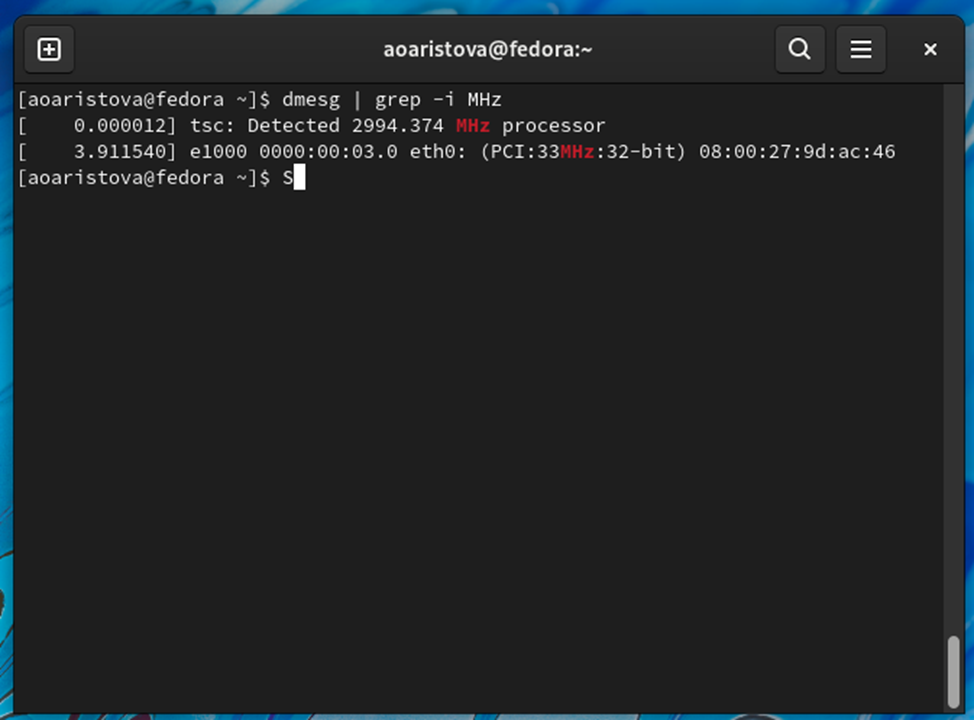 aoaristova@fedora:~
[aoaristova@fedora ~]$ dmesg | grep -i MHz
[    0.000012] tsc: Detected 2994.374 MHz processor
[    3.911540] e1000 0000:00:03.0 eth0: (PCI:33MHz:32-bit) 08:00:27:9d:ac:46
[aoaristova@fedora ~]$ S